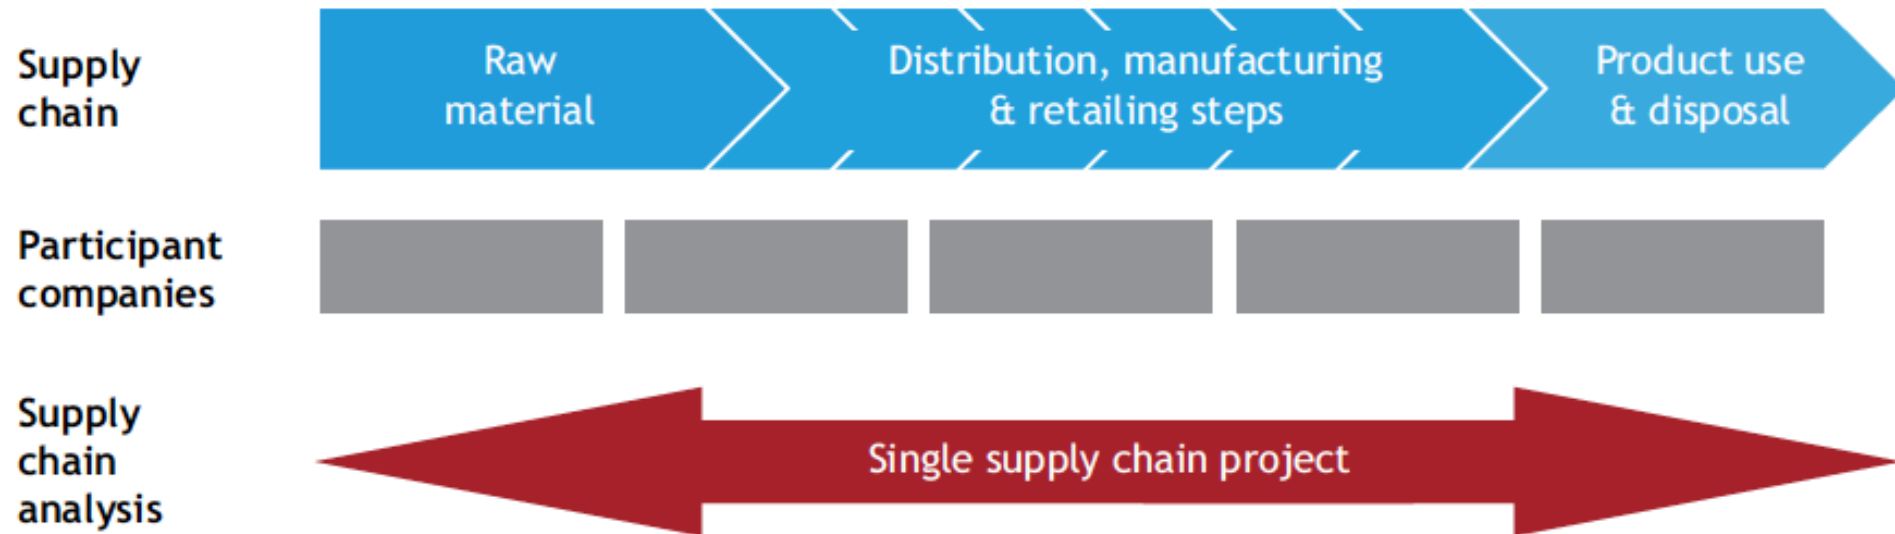 Supply
chain
Raw
material
Distribution, manufacturing
& retailing steps
Product use
& disposal
Participant
companies
Supply
chain
analysis
Single supply chain project